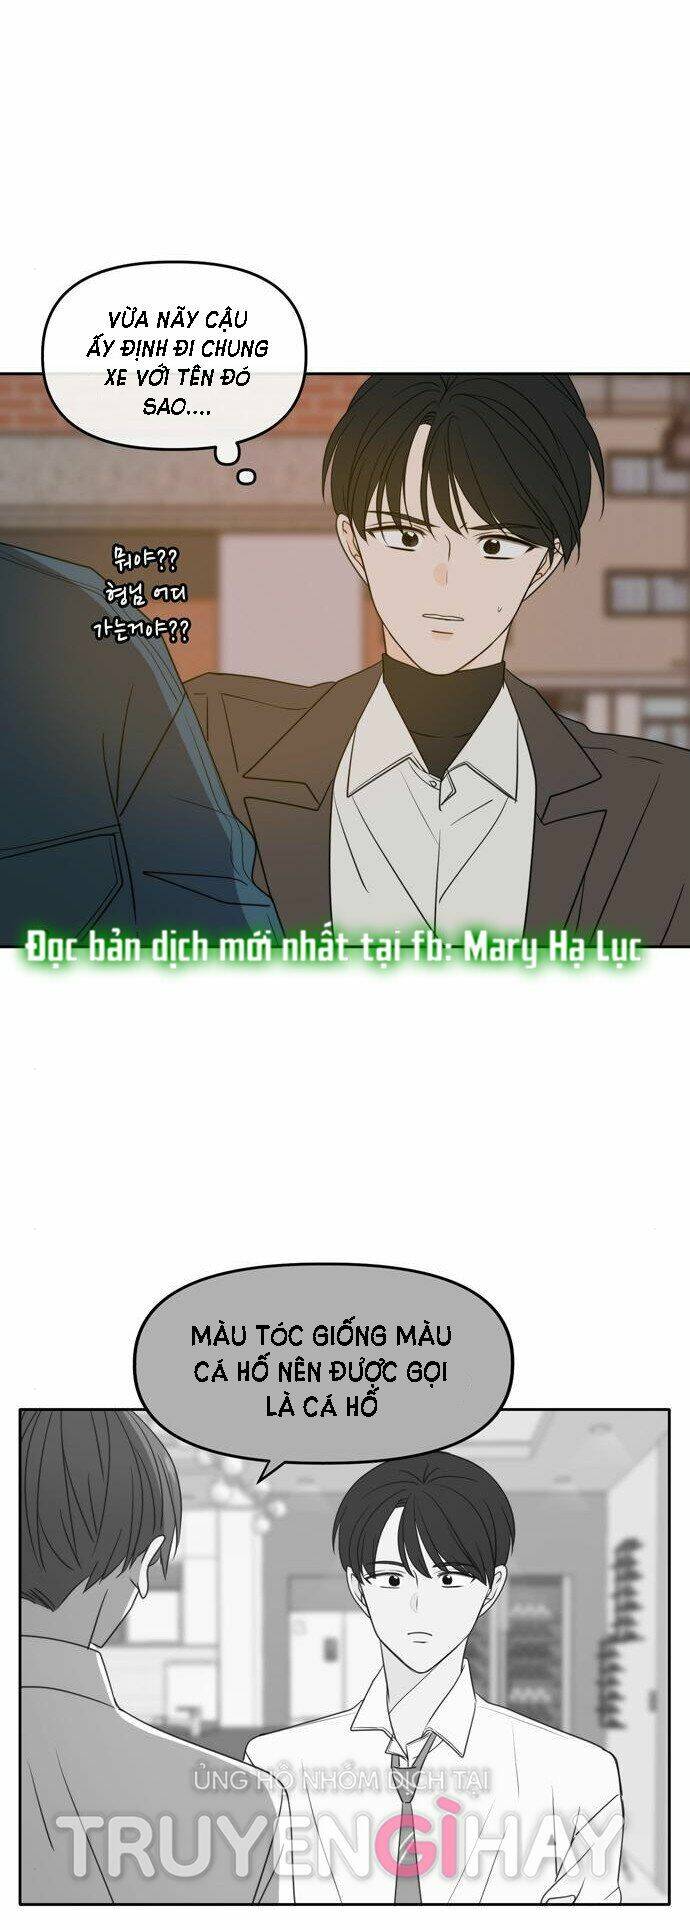 VỪA NÃY CẬU
ẤY ĐỊNH ĐI CHUNG
XE VỚI TÊN ĐÓ
SAO....
뭐야??
형님 어디
가는거야??
Đọc bản dịch mới nhất tại fb: Mary Hạ Lục
MÀU TÓC GIỐNG MÀU
CÁ HỐ NÊN ĐƯỢC GỌI
LÀ CÁ HỐ
ỦNG HỘ NHÓM DỊCH TẠI
TRUYENGIHAY